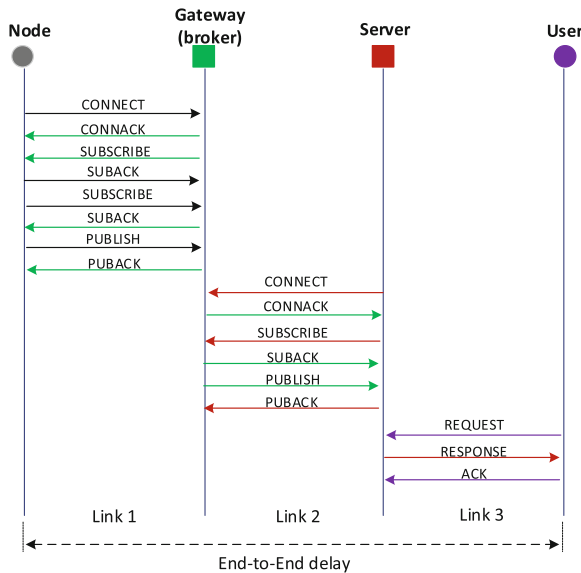 Node
Gateway
(broker)
Server
User
CONNECT
CONNACK
SUBSCRIBE
SUBACK
SUBSCRIBE
SUBACK
PUBLISH
PUBACK
CONNECT
CONNACK
SUBSCRIBE
SUBACK
PUBLISH
PUBACK
REQUEST
RESPONSE
ACK
Link 1
Link 2
Link 3
End-to-End delay